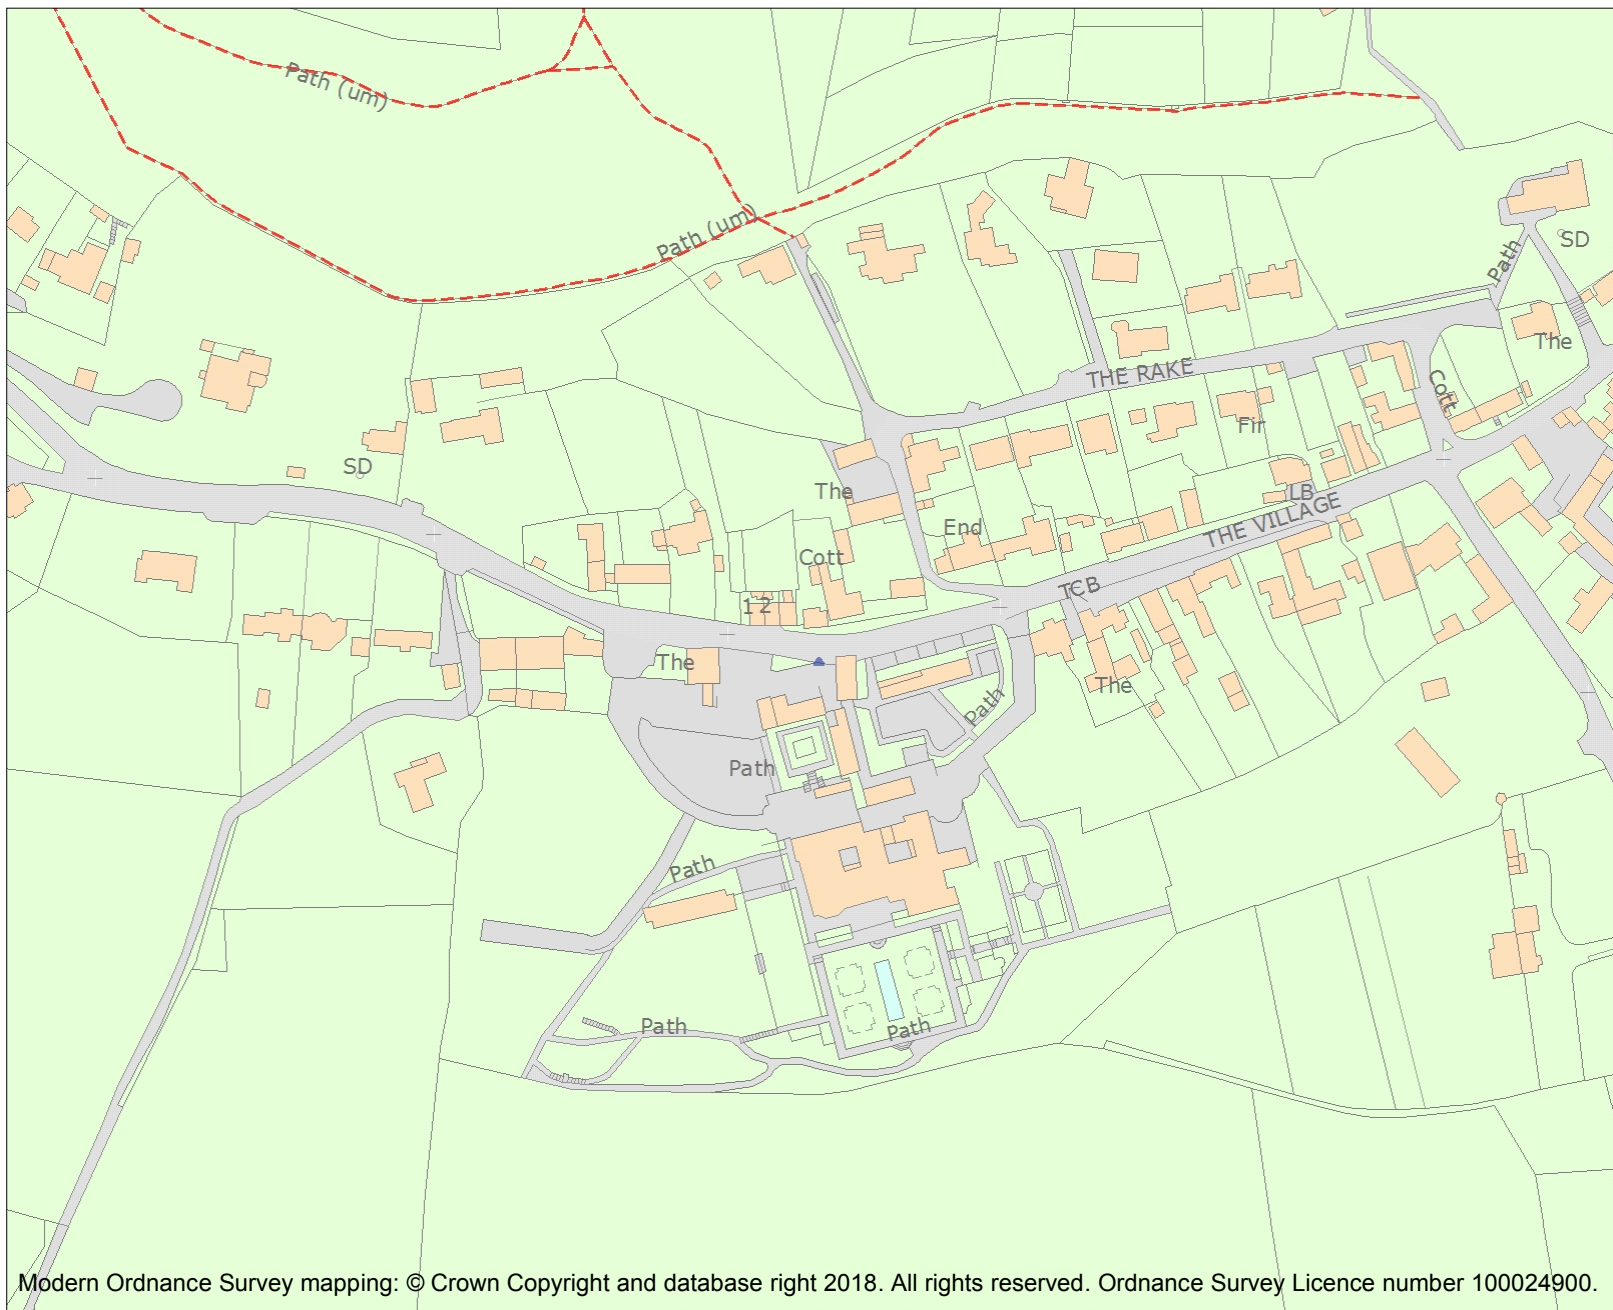 Path (um)
Path (um)
Path
SD
The
THE RAKE
Cott
Fir
SD
The
LB
THE VILLAGE
End
Cott
TCB
1 2
The
The
Path
Path
Path
Path
Path
Modern Ordnance Survey mapping: © Crown Copyright and database right 2018. All rights reserved. Ordnance Survey Licence number 100024900.